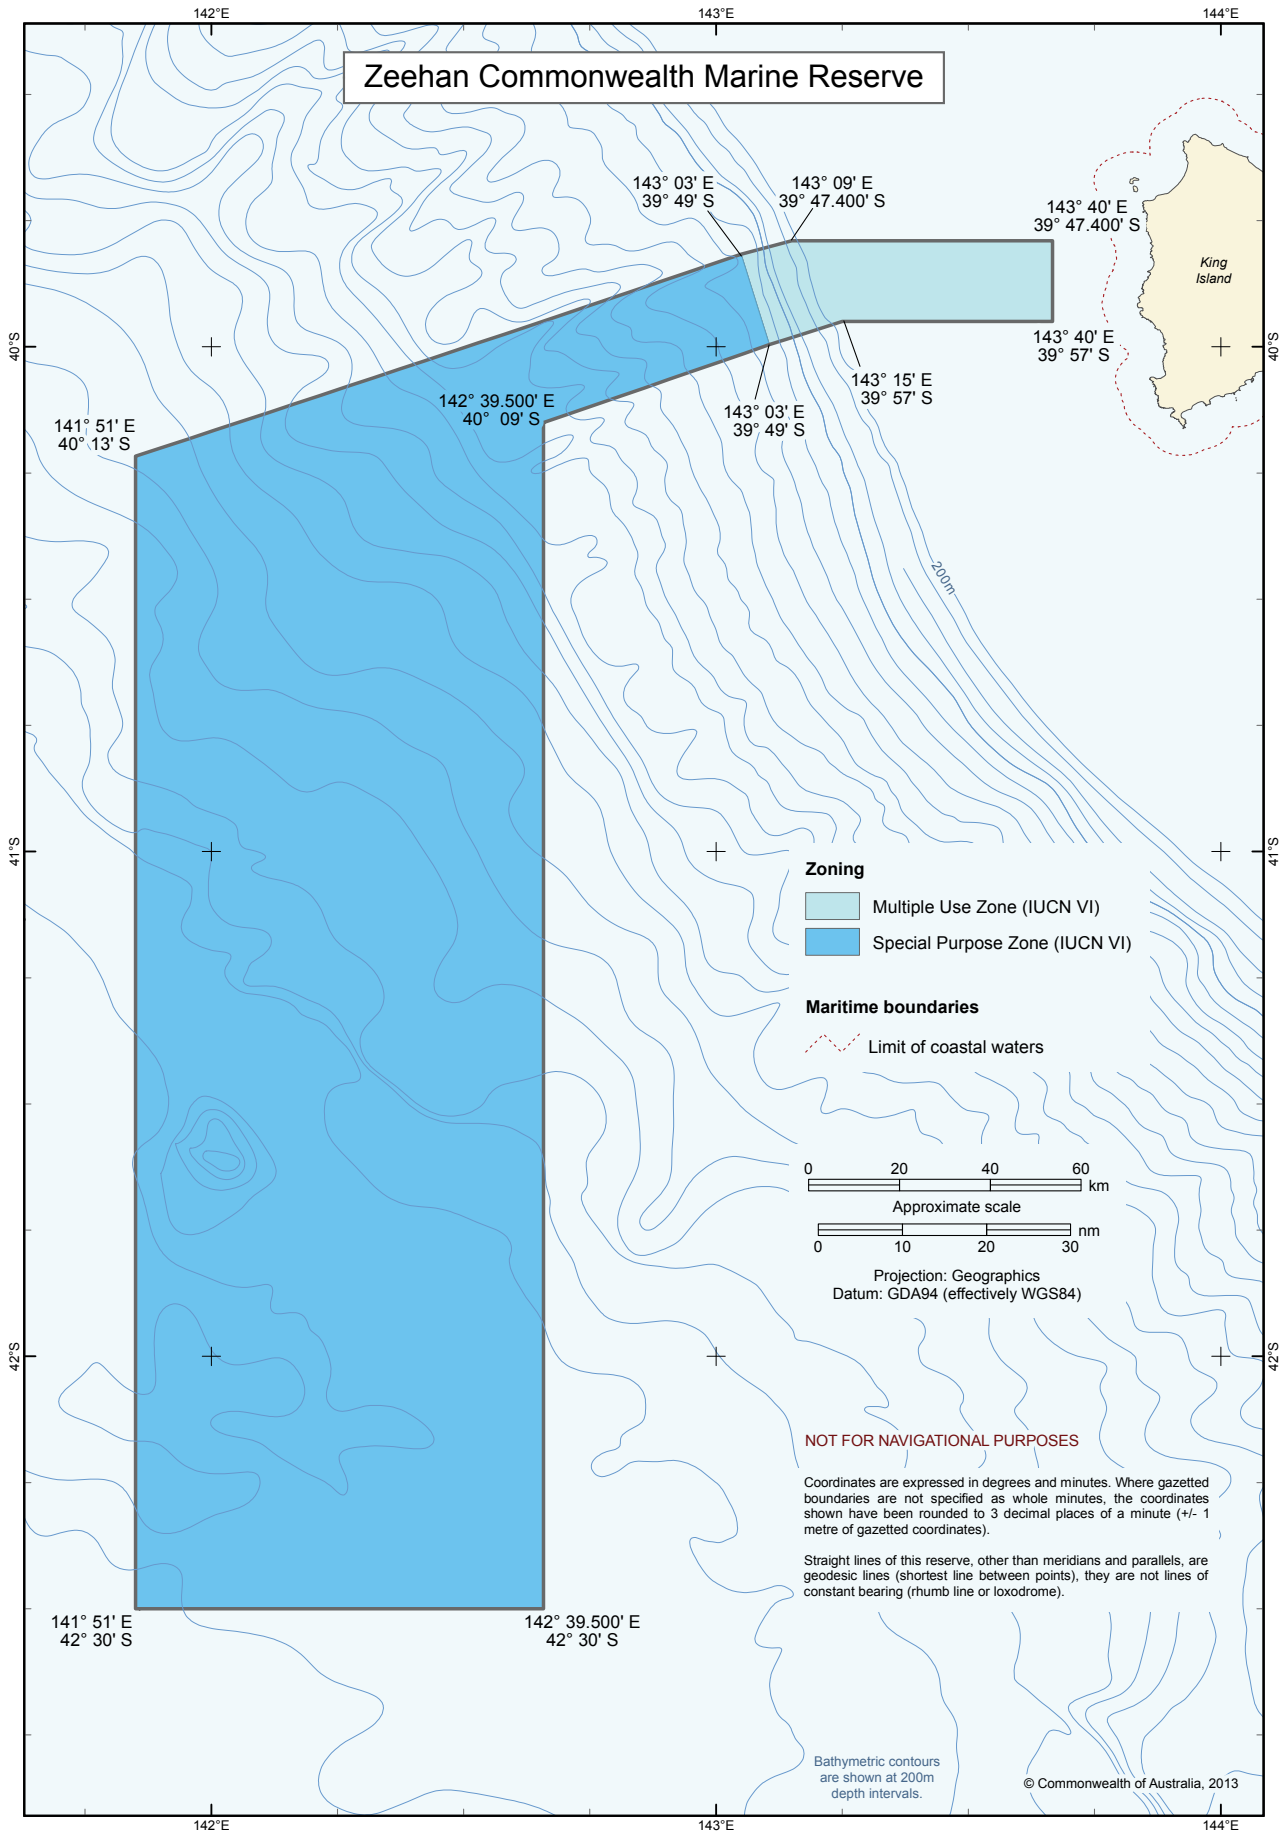 142°E
143°E
144°E
Zeehan Commonwealth Marine Reserve
143° 03' E
39° 49' S
143° 09' E
39° 47.400' S
143° 40' E
39° 47.400' S
King
Island
40°S
40°S
143° 40' E
39° 57' S
143° 15' E
39° 57' S
142° 39.500' E
40° 09' S
143° 03' E
39° 49' S
141° 51' E
40° 13' S
200m
41°S
41°S
Zoning
Multiple Use Zone (IUCN VI)
Special Purpose Zone (IUCN VI)
Maritime boundaries
Limit of coastal waters
0 20 40 60
km
Approximate scale
nm
0 10 20 30
Projection: Geographics
Datum: GDA94 (effectively WGS84)
42°S
42°S
NOT FOR NAVIGATIONAL PURPOSES
Coordinates are expressed in degrees and minutes. Where gazetted
boundaries are not specified as whole minutes, the coordinates
shown have been rounded to 3 decimal places of a minute (+/- 1
metre of gazetted coordinates).
Straight lines of this reserve, other than meridians and parallels, are
geodesic lines (shortest line between points), they are not lines of
constant bearing (rhumb line or loxodrome).
141° 51' E
42° 30' S
142° 39.500' E
42° 30' S
Bathymetric contours
are shown at 200m
depth intervals.
© Commonwealth of Australia, 2013
142°E
143°E
144°E